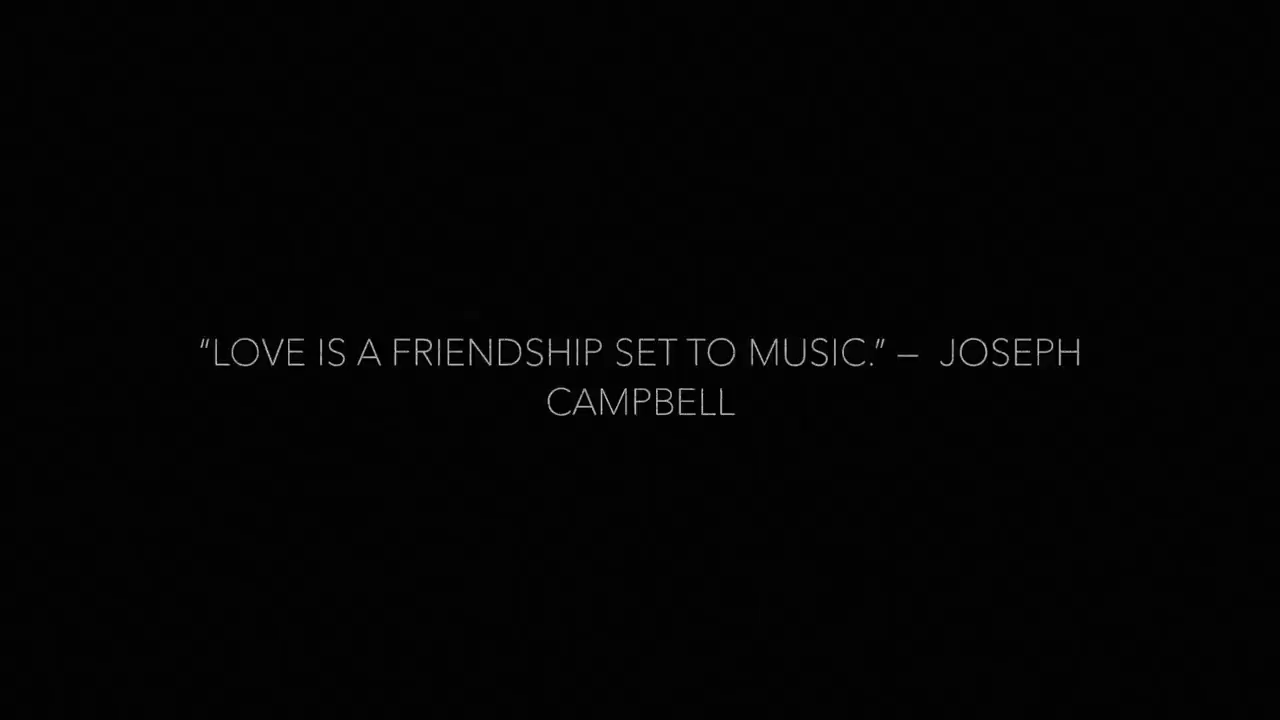 “LOVE IS A FRIENDSHIP SET TO MUSIC.” – JOSEPH
CAMPBELL